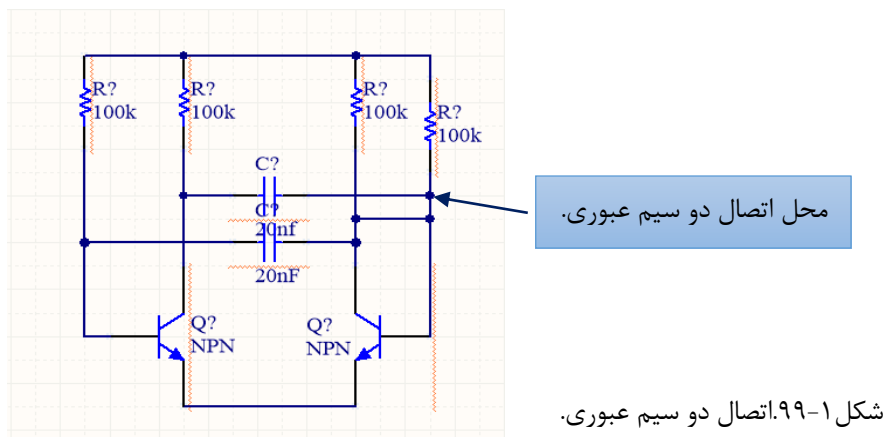 R?
100k
R?
100k
R?
100k
R?
100k
C?
C?
20nf
20nF
Q?
NPN
Q?
NPN
محل اتصال دو سیم عبوری.
شکل۱-۹۹.اتصال دو سیم عبوری.